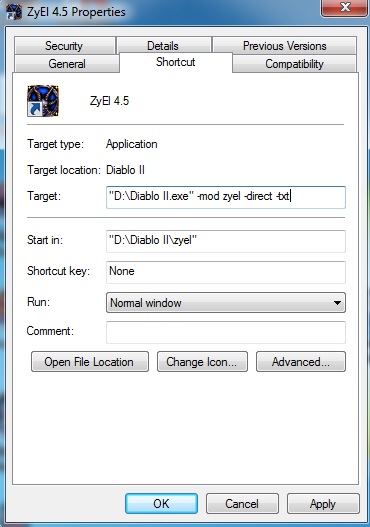 ZyEl 4.5 Properties
Security Details Previous Versions
General Shortcut Compatibility
ZyEl 4.5
Target type: Application
Target location: Diablo II
Target: "D:\Diablo II.exe" -mod zyel -direct -txt
Start in: "D:\Diablo II\zyel"
Shortcut key: None
Run: Normal window
Comment:
Open File Location Change Icon... Advanced...
OK Cancel Apply